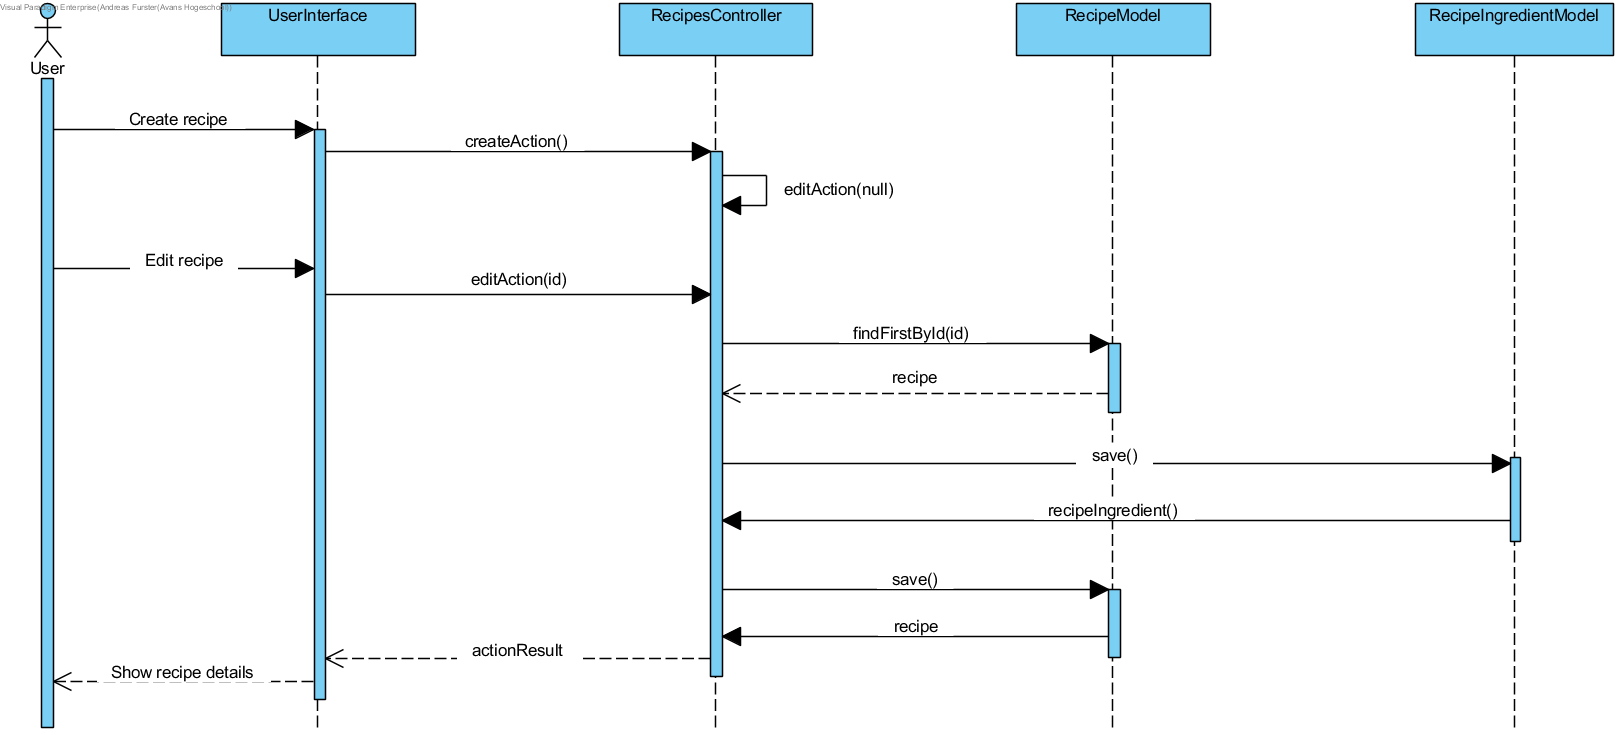 Visual Paradigm Enterprise(Andreas Furster(Avans Hogeschool))
User
UserInterface
RecipesController
RecipeModel
RecipeIngredientModel
Create recipe
createAction()
editAction(null)
Edit recipe
editAction(id)
findFirstById(id)
recipe
save()
recipeIngredient()
save()
recipe
actionResult
Show recipe details